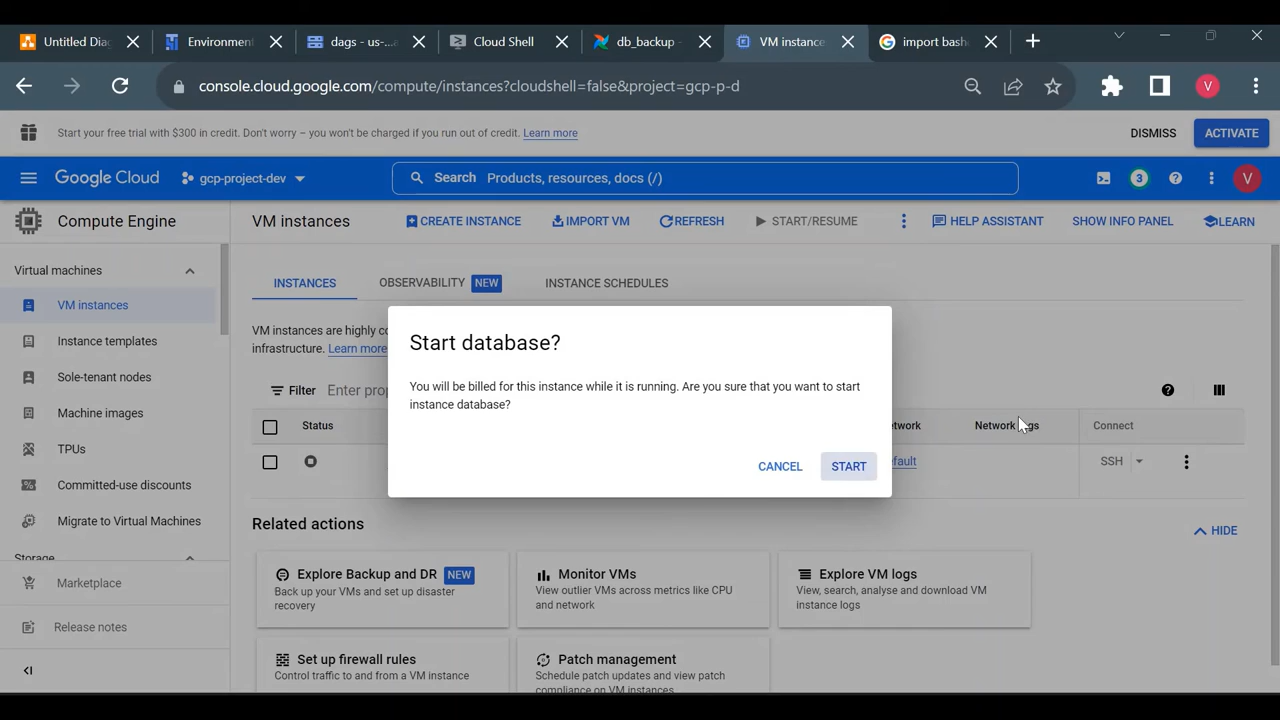 Untitled Dia
Environment
dags - us-...
Cloud Shell
db_backup -
VM instance
import bash
console.cloud.google.com/compute/instances?cloudshell=false&project=gcp-p-d
V
Start your free trial with $300 in credit. Don't worry – you won't be charged if you run out of credit. Learn more
DISMISS
ACTIVATE
Google Cloud
gcp-project-dev
Search Products, resources, docs (/)
3
V
Compute Engine
VM instances
CREATE INSTANCE
IMPORT VM
REFRESH
START/RESUME
HELP ASSISTANT
SHOW INFO PANEL
LEARN
Virtual machines
VM instances
Instance templates
Sole-tenant nodes
Machine images
TPUs
Committed-use discounts
Migrate to Virtual Machines
Storage
Marketplace
Release notes
INSTANCES
OBSERVABILITY NEW
INSTANCE SCHEDULES
VM instances are highly
infrastructure. Learn more
Filter Enter
Status
Connect
SSH
Start database?
You will be billed for this instance while it is running. Are you sure that you want to start
instance database?
CANCEL
START
Related actions
HIDE
Explore Backup and DR NEW
Back up your VMs and set up disaster
recovery
Monitor VMs
View outlier VMs across metrics like CPU
and network
Explore VM logs
View, search, analyse and download VM
instance logs
Set up firewall rules
Control traffic to and from a VM instance
Patch management
Schedule patch updates and view patch
compliance on VM instances